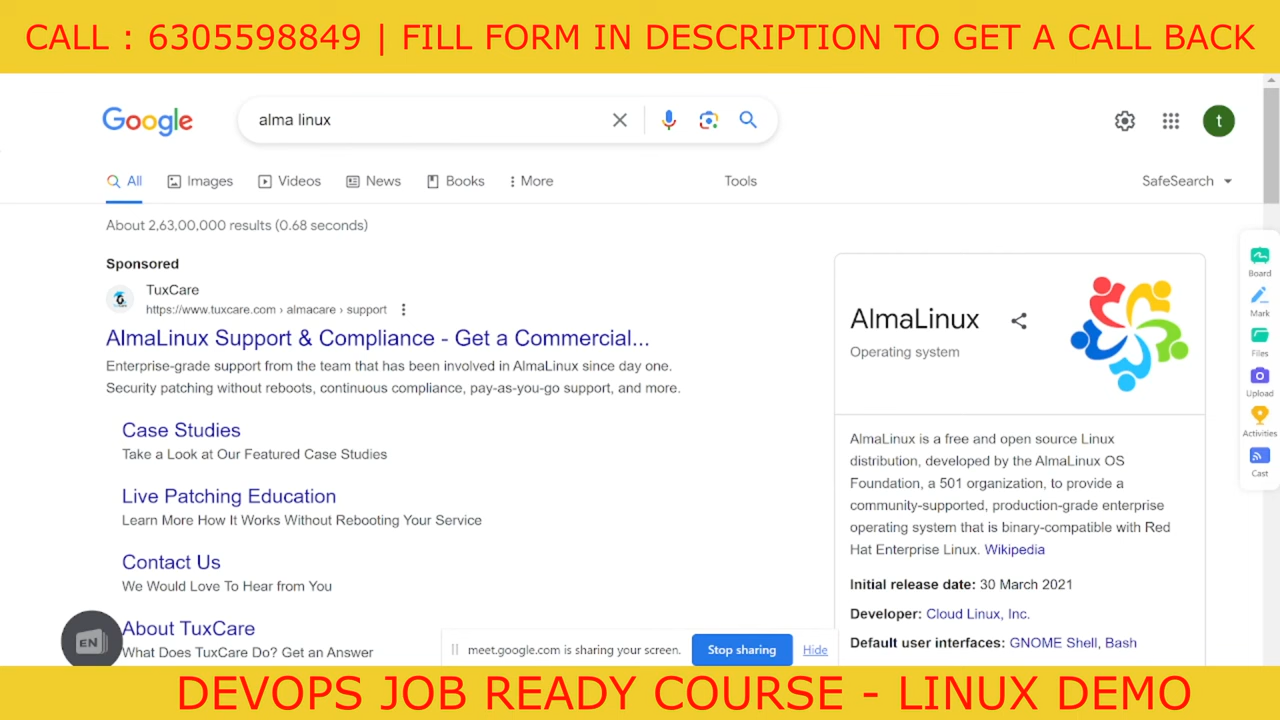 CALL : 6305598849 | FILL FORM IN DESCRIPTION TO GET A CALL BACK
Google
alma linux
t
All
Images
Videos
News
Books
More
Tools
SafeSearch
About 2,63,00,000 results (0.68 seconds)
Sponsored
TuxCare
https://www.tuxcare.com › almacare › support
AlmaLinux Support & Compliance - Get a Commercial...
Enterprise-grade support from the team that has been involved in AlmaLinux since day one.
Security patching without reboots, continuous compliance, pay-as-you-go support, and more.
Case Studies
Take a Look at Our Featured Case Studies
Live Patching Education
Learn More How It Works Without Rebooting Your Service
Contact Us
We Would Love To Hear from You
About TuxCare
What Does TuxCare Do? Get an Answer
EN
AlmaLinux
Operating system
AlmaLinux is a free and open source Linux
distribution, developed by the AlmaLinux OS
Foundation, a 501 organization, to provide a
community-supported, production-grade enterprise
operating system that is binary-compatible with Red
Hat Enterprise Linux. Wikipedia
Initial release date: 30 March 2021
Developer: Cloud Linux, Inc.
Default user interfaces: GNOME Shell, Bash
Board
Mark
Files
Upload
Activities
Cast
meet.google.com is sharing your screen.
Stop sharing
Hide
DEVOPS JOB READY COURSE - LINUX DEMO